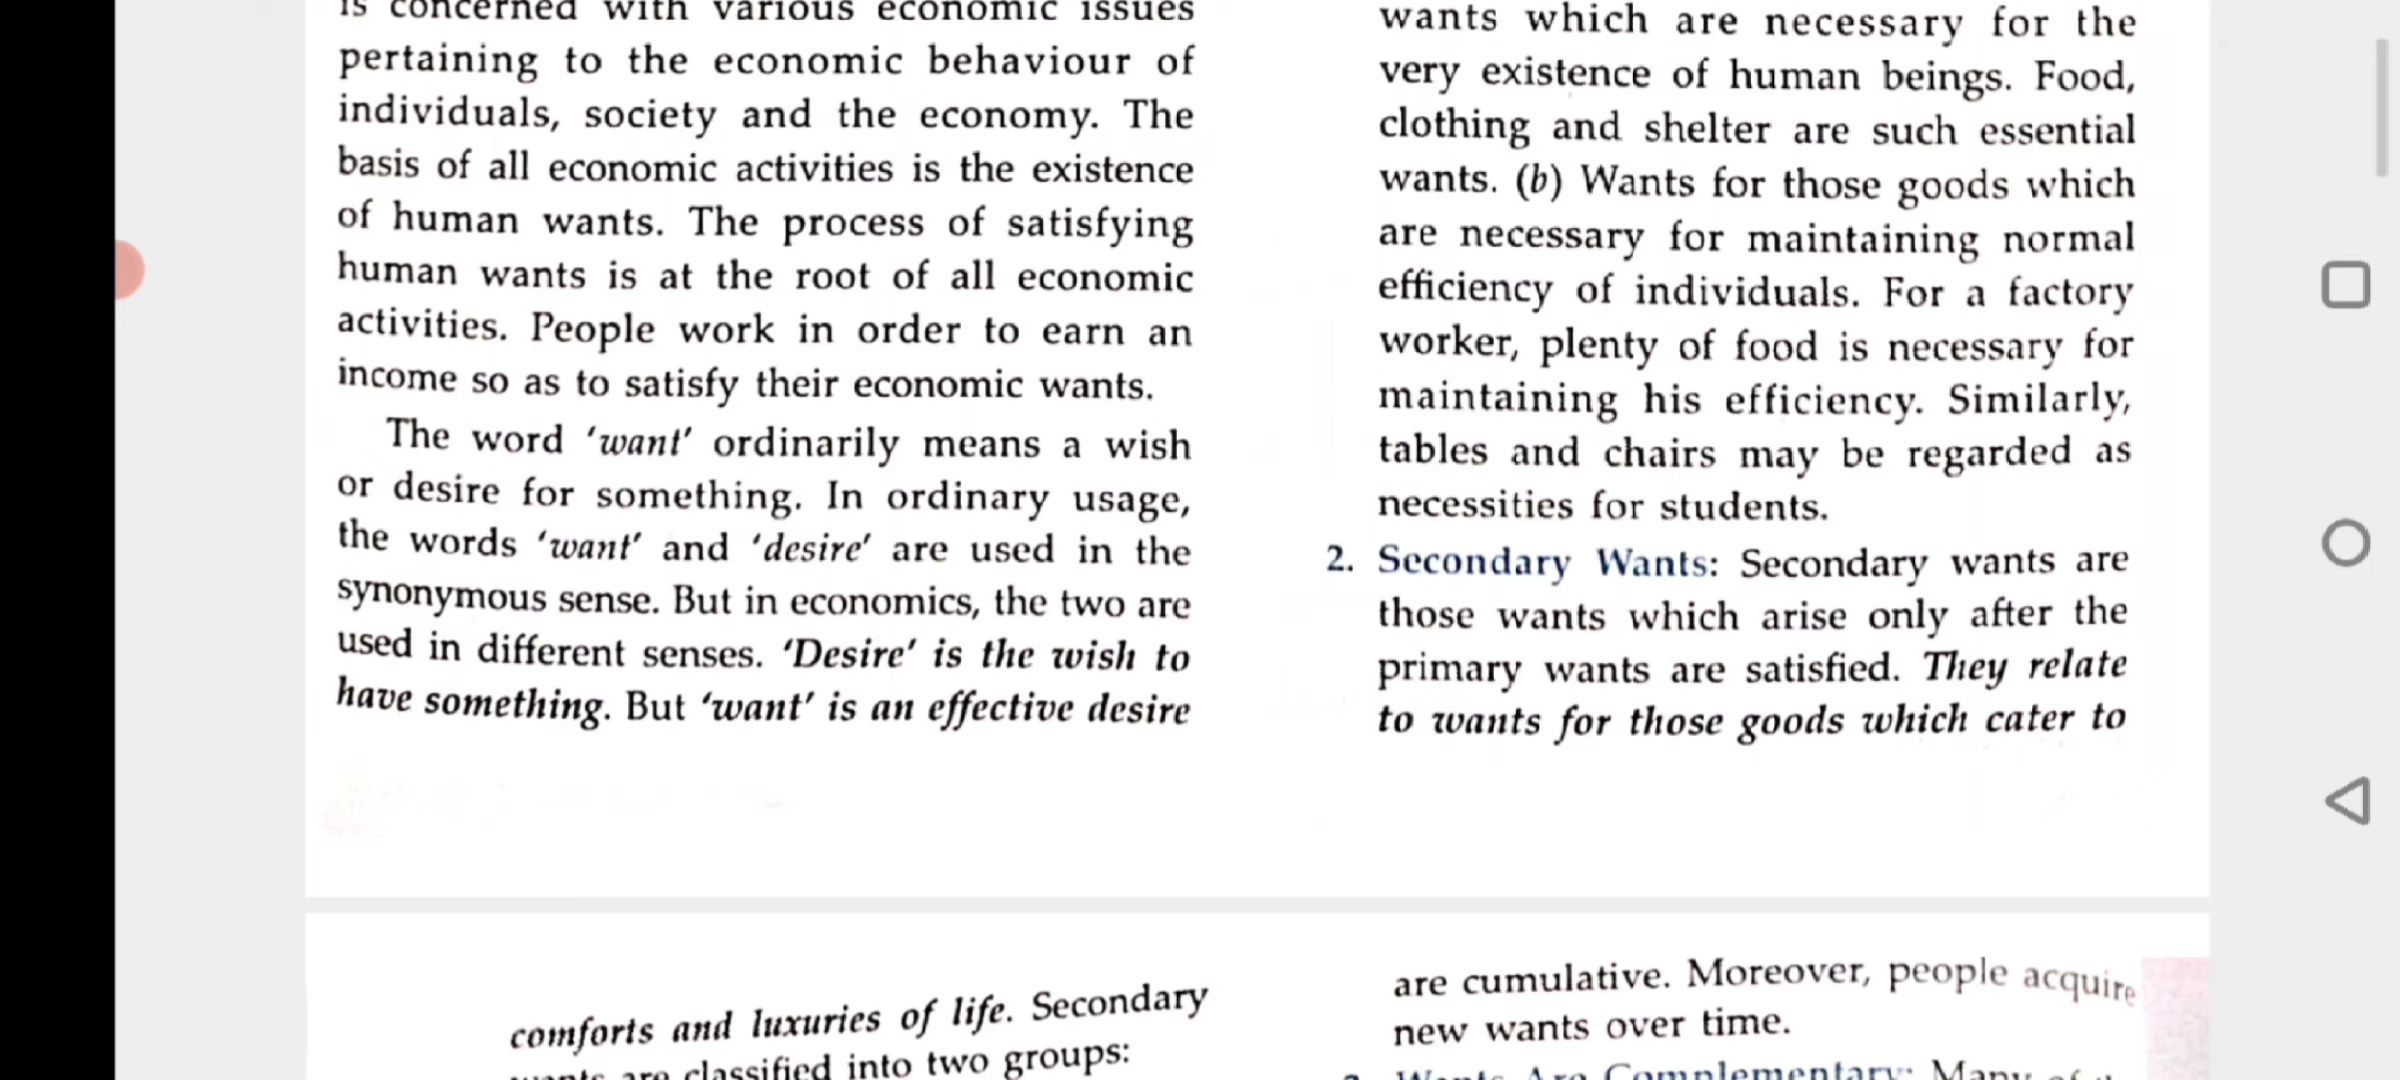 is concerned with various economic issues
pertaining to the economic behaviour of
individuals, society and the economy. The
basis of all economic activities is the existence
of human wants. The process of satisfying
human wants is at the root of all economic
activities. People work in order to earn an
income so as to satisfy their economic wants.
The word ‘want’ ordinarily means a wish
or desire for something. In ordinary usage,
the words ‘want’ and ‘desire’ are used in the
synonymous sense. But in economics, the two are
used in different senses. ‘Desire’ is the wish to
have something. But ‘want’ is an effective desire
wants which are necessary for the
very existence of human beings. Food,
clothing and shelter are such essential
wants. (b) Wants for those goods which
are necessary for maintaining normal
efficiency of individuals. For a factory
worker, plenty of food is necessary for
maintaining his efficiency. Similarly,
tables and chairs may be regarded as
necessities for students.
2. Secondary Wants: Secondary wants are
those wants which arise only after the
primary wants are satisfied. They relate
to wants for those goods which cater to
comforts and luxuries of life. Secondary
wants are classified into two groups:
are cumulative. Moreover, people acquire
new wants over time.
Wants Are Complementary: Many of